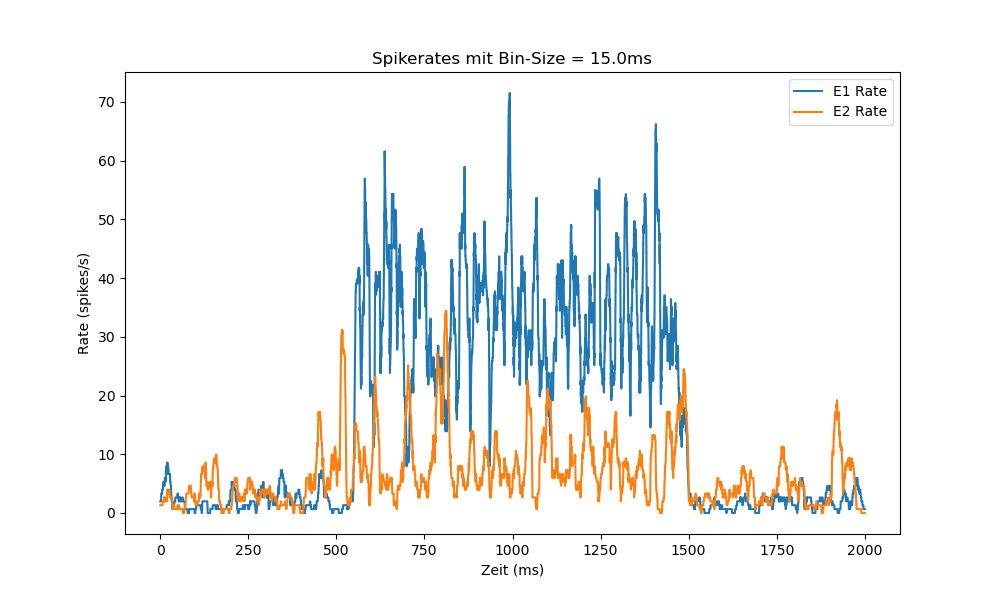 Spikerates mit Bin-Size = 15.0ms
E1 Rate
E2 Rate
Rate (spikes/s)
70
60
50
40
30
20
10
0
0 250 500 750 1000 1250 1500 1750 2000
Zeit (ms)